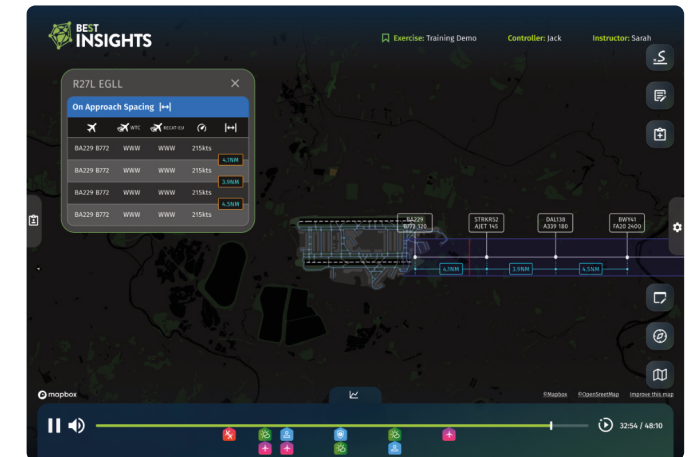 BEST
INSIGHTS
Exercise: Training Demo
Controller: Jack
Instructor: Sarah
R27L EGLL
On Approach Spacing
WTC
RECAT-EU
BA229 B772 WWW WWW 215kts
4.1NM
BA229 B772 WWW WWW 215kts
3.9NM
BA229 B772 WWW WWW 215kts
4.5NM
BA229 B772 WWW WWW 215kts
BA229
B772 120
STRKR52
AJET 145
DAL138
A339 180
BWY41
FA20 2400
4.1NM
3.9NM
4.5NM
mapbox
©Mapbox ©OpenSreetMap Improve this map
32:54 / 48:10